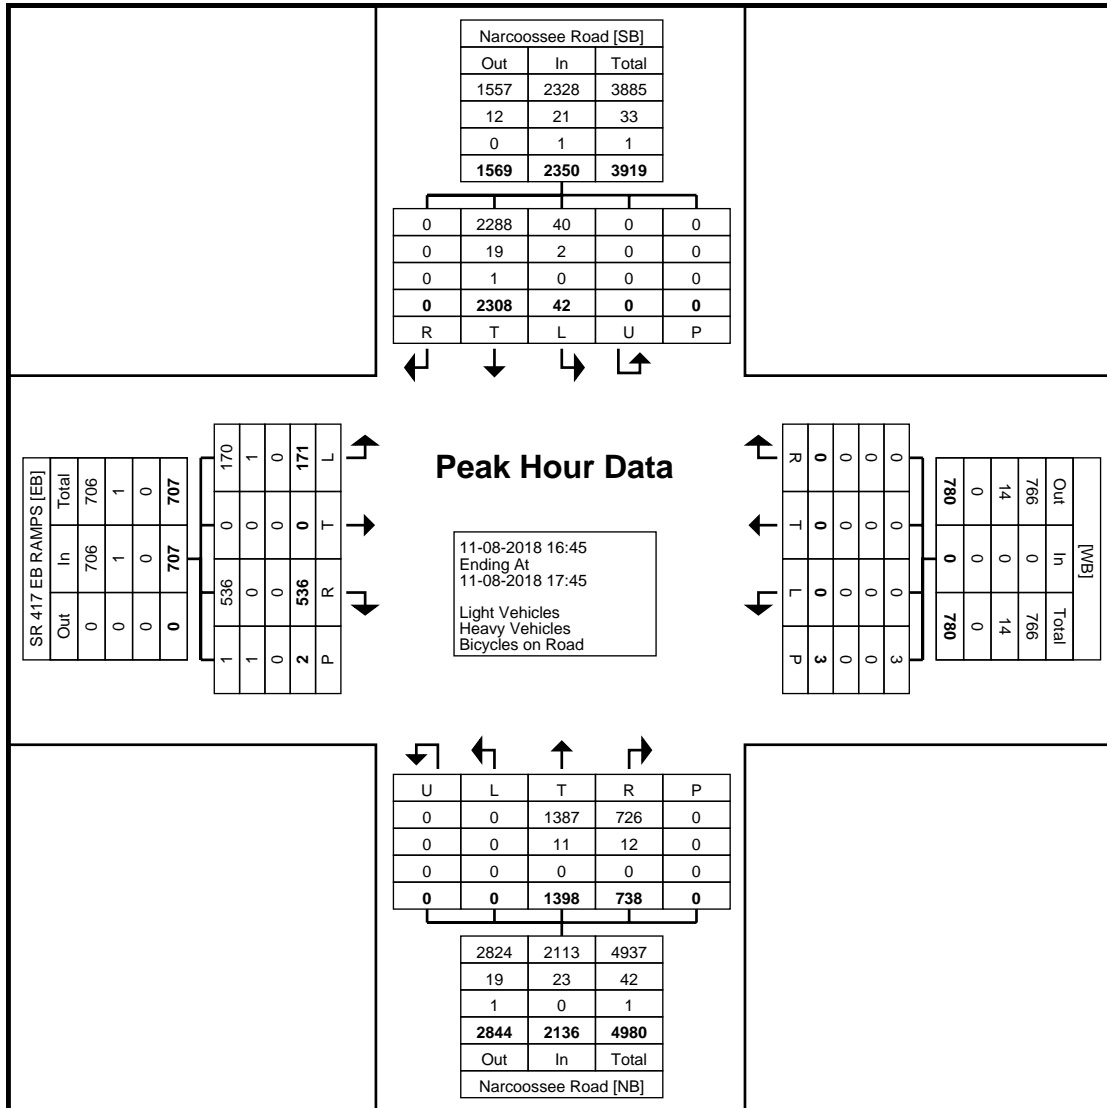 Narcoossee Road [SB]
Out In Total
1557 2328 3885
12 21 33
0 1 1
1569 2350 3919
0 2288 40 0 0
0 19 2 0 0
0 1 0 0 0
0 2308 42 0 0
R T L U P
SR 417 EB RAMPS [EB]
Total In Out
706 706 0
1 1 0
0 0 0
707 707 0
170 0 536 1
1 0 0 1
0 0 0 0
171 0 536 2
L T R P
Peak Hour Data
11-08-2018 16:45
Ending At
11-08-2018 17:45
Light Vehicles
Heavy Vehicles
Bicycles on Road
R T L P
0 0 0 3
0 0 0 0
0 0 0 0
0 0 0 3
[WB]
Out In Total
766 0 766
14 0 14
0 0 0
780 0 780
U L T R P
0 0 1387 726 0
0 0 11 12 0
0 0 0 0 0
0 0 1398 738 0
2824 2113 4937
19 23 42
1 0 1
2844 2136 4980
Out In Total
Narcoossee Road [NB]